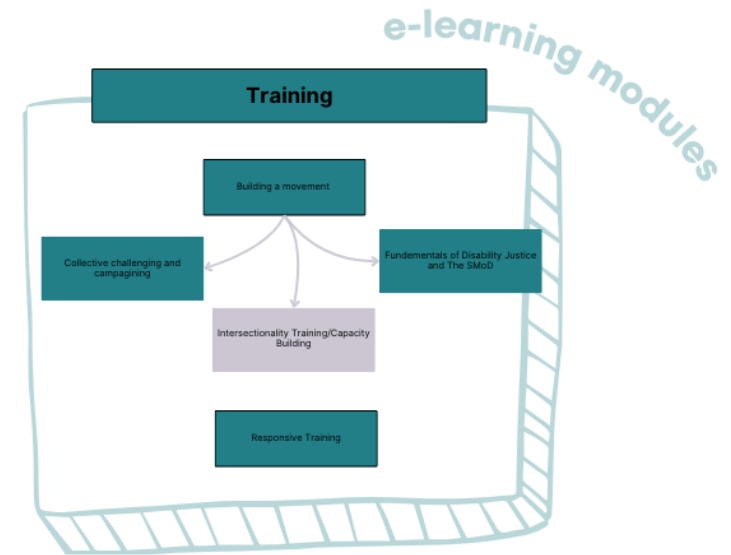 e-learning modules
Training
Building a movement
Collective challenging and
campagining
Fundementals of Disability Justice
and The SMoD
Intersectionality Training/Capacity
Building
Responsive Training